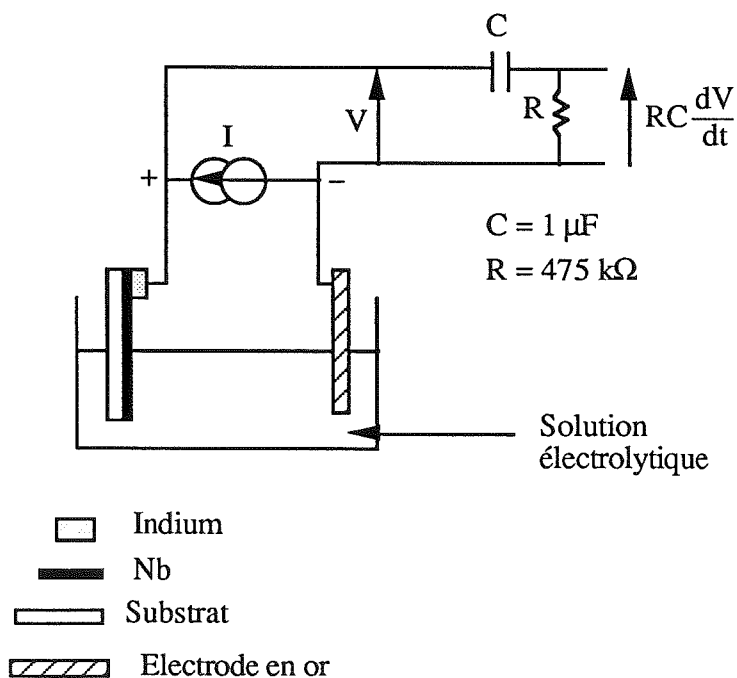 C
R
RC dV/dt
V
I
+
−
C = 1 µF
R = 475 kΩ
Solution
électrolytique
Indium
Nb
Substrat
Electrode en or